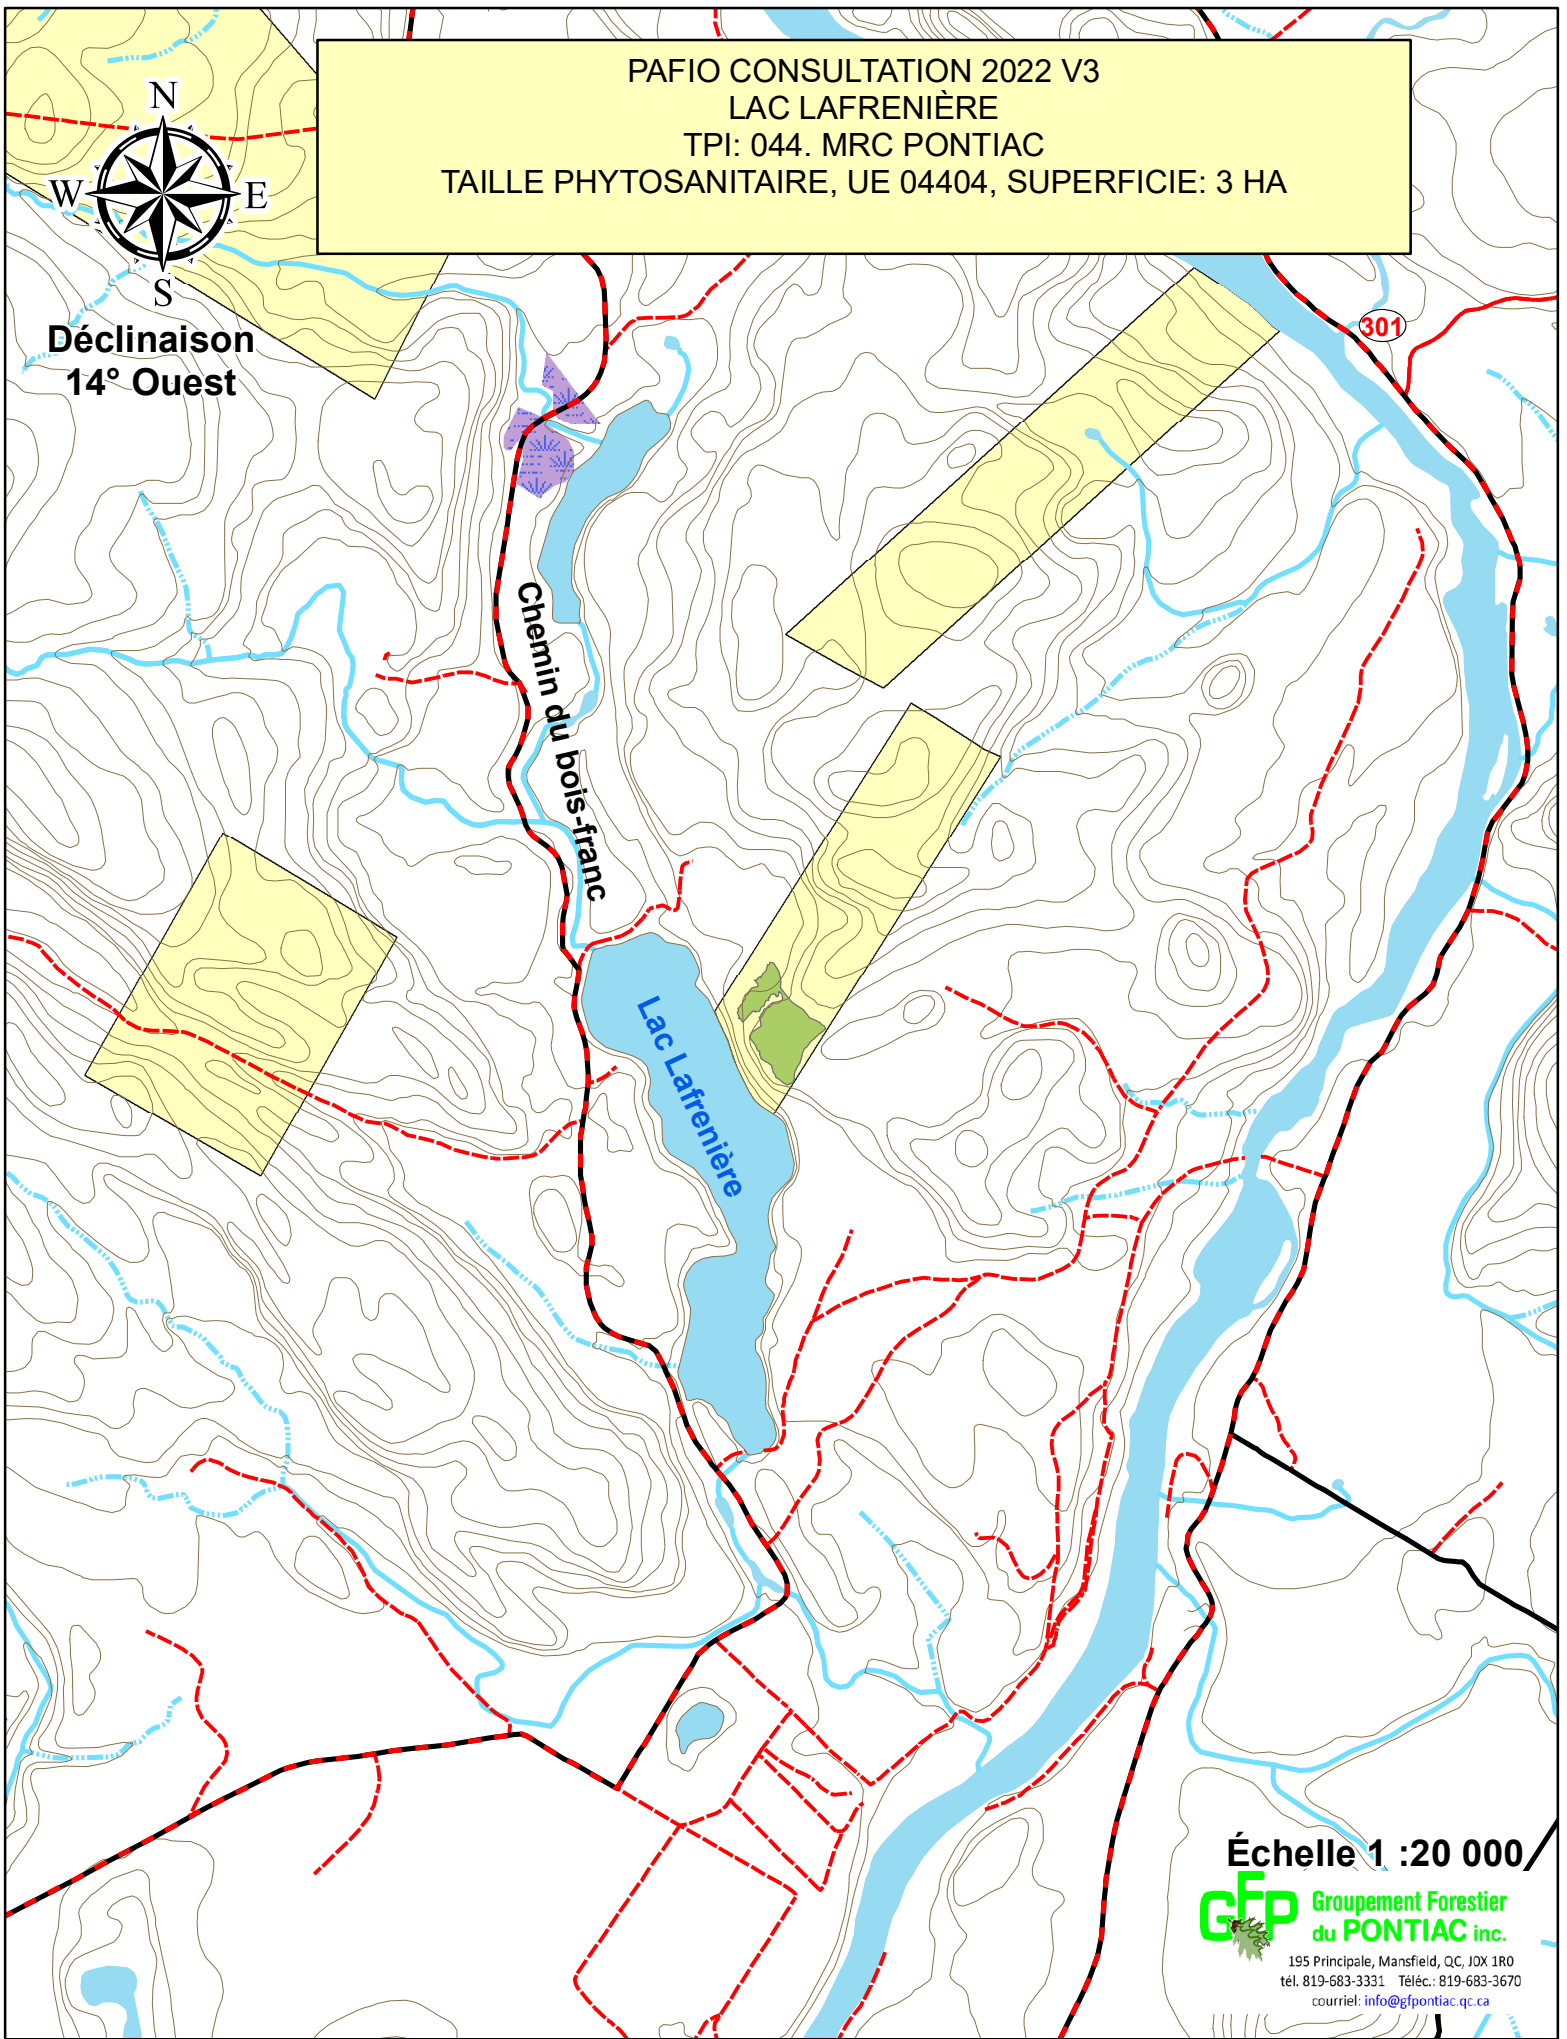 PAFIO CONSULTATION 2022 V3
LAC LAFRENIÈRE
TPI: 044. MRC PONTIAC
TAILLE PHYTOSANITAIRE, UE 04404, SUPERFICIE: 3 HA
N
W
E
S
Déclinaison
14° Ouest
301
Chemin du bois-franc
Lac Lafrenière
Échelle 1 :20 000
GFP
Groupement Forestier
du PONTIAC inc.
195 Principale, Mansfield, QC, J0X 1R0
tél. 819-683-3331 Téléc.: 819-683-3670
courriel: info@gfpontiac.qc.ca